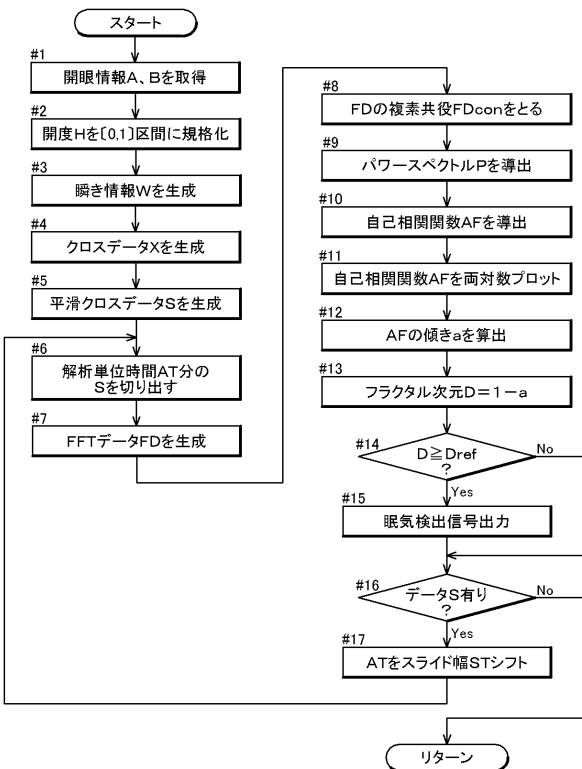 スタート
#1
開眼情報A、Bを取得
#2
開度Hを[0,1]区間に規格化
#3
瞬き情報Wを生成
#4
クロスデータXを生成
#5
平滑クロスデータSを生成
#6
解析単位時間AT分の
Sを切り出す
#7
FFTデータFDを生成
#8
FDの複素共役FDconをとる
#9
パワースペクトルPを導出
#10
自己相関関数AFを導出
#11
自己相関関数AFを両対数プロット
#12
AFの傾きaを算出
#13
フラクタル次元D=1-a
#14
D≧Dref
?
No
Yes
#15
眠気検出信号出力
#16
データS有り
?
No
Yes
#17
ATをスライド幅STシフト
リターン